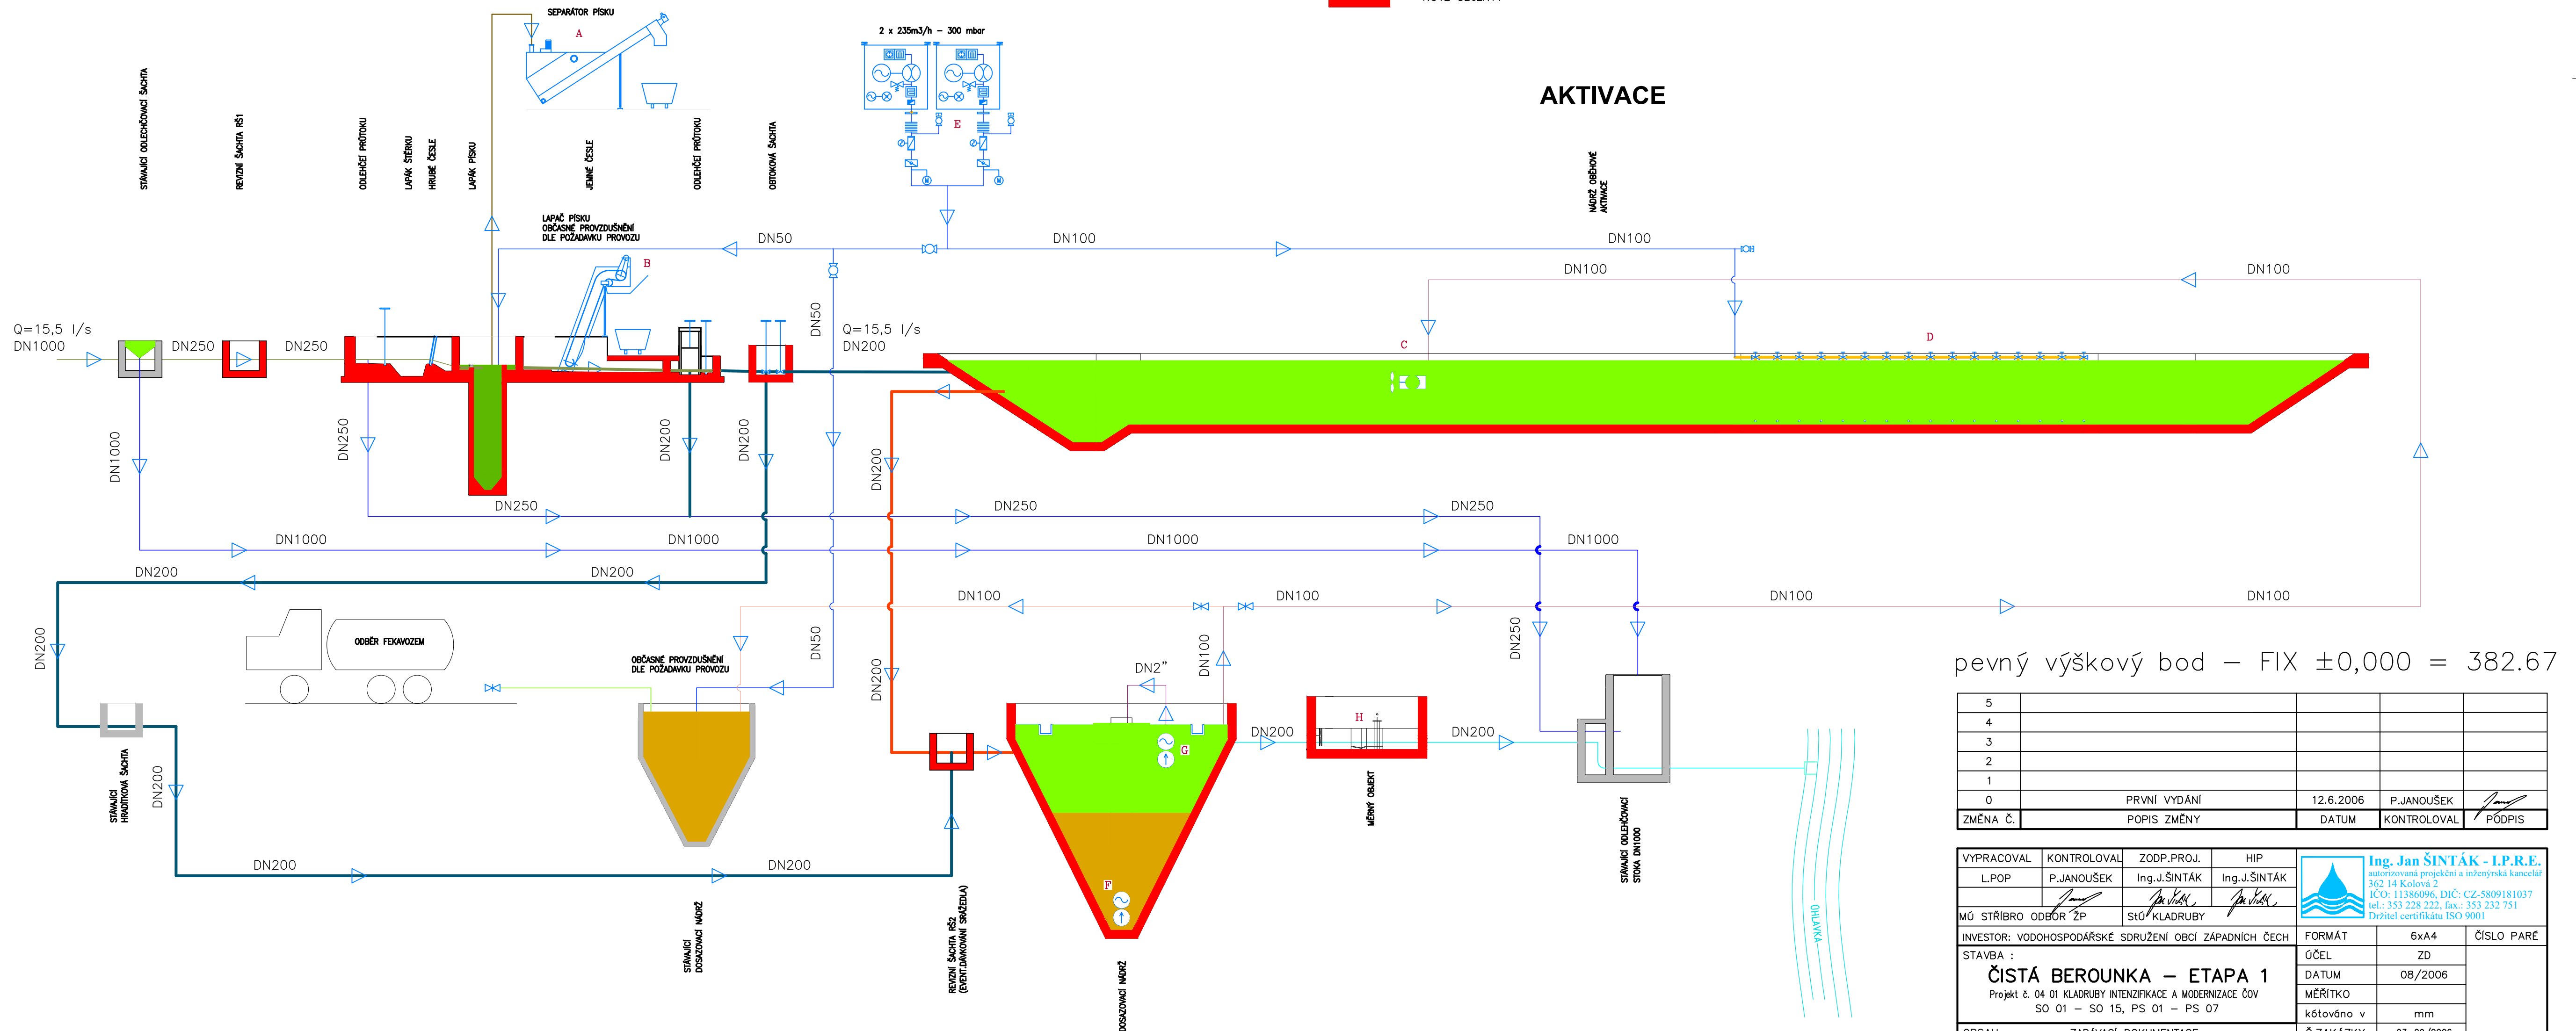 SEPARÁTOR PÍSKU
A
2 x 235m3/h – 300 mbar
E
AKTIVACE
STÁVAJÍCÍ ODLECHČOVACÍ ŠACHTA
REVIZNÍ ŠACHTA RŠ1
ODLEHČEÍ PRŮTOKU
LAPÁK ŠTĚRKU
HRUBÉ ČESLE
LAPÁK PÍSKU
JEMNÉ ČESLE
ODLEHČEÍ PRŮTOKU
OBTOKOVÁ ŠACHTA
NÁDRŽ OBĚHOVÉ
AKTIVACE
LAPAČ PÍSKU
OBČASNÉ PROVZDUŠNĚNÍ
DLE POŽADAVKU PROVOZU
DN50
DN100
DN100
B
DN100
DN100
DN50
Q=15,5 l/s
DN1000
DN250
DN250
Q=15,5 l/s
DN200
C
D
DN1000
DN250
DN200
DN200
DN200
DN250
DN250
DN250
DN1000
DN1000
DN1000
DN1000
DN200
DN200
DN100
DN100
DN100
DN100
DN200
ODBĚR FEKAVOZEM
OBČASNÉ PROVZDUŠNĚNÍ
DLE POŽADAVKU PROVOZU
DN50
DN200
DN2”
DN100
DN250
pevný výškový bod – FIX ±0,000 = 382.67
G
DN200
H
DN200
STÁVAJÍCÍ
HRADÍTKOVÁ ŠACHTA
DN200
MĚRNÝ OBJEKT
STÁVAJÍCÍ ODLEHČOVACÍ
STOKA DN1000
DN200
DN200
F
STÁVAJÍCÍ
DOSAZOVACÍ NÁDRŽ
REVIZNÍ ŠACHTA RŠ2
(EVENT.DÁVKOVÁNÍ SRÁŽEDLA)
DOSAZOVACÍ NÁDRŽ
ÚHLAVKA
5
4
3
2
1
0 PRVNÍ VYDÁNÍ 12.6.2006 P.JANOUŠEK
ZMĚNA Č. POPIS ZMĚNY DATUM KONTROLOVAL PODPIS
VYPRACOVAL KONTROLOVAL ZODP.PROJ. HIP
L.POP P.JANOUŠEK Ing.J.ŠINTÁK Ing.J.ŠINTÁK
Ing. Jan ŠINTÁK - I.P.R.E.
autorizovaná projekční a inženýrská kancelář
362 14 Kolová 2
IČO: 11386096, DIČ: CZ-5809181037
tel.: 353 228 222, fax.: 353 232 751
Držitel certifikátu ISO 9001
MÚ STŘÍBRO ODBOR ŽP StÚ KLADRUBY
INVESTOR: VODOHOSPODÁŘSKÉ SDRUŽENÍ OBCÍ ZÁPADNÍCH ČECH
FORMÁT 6xA4 ČÍSLO PARÉ
STAVBA :
ČISTÁ BEROUNKA – ETAPA 1
Projekt č. 04 01 KLADRUBY INTENZIFIKACE A MODERNIZACE ČOV
SO 01 – SO 15, PS 01 – PS 07
ÚČEL ZD
DATUM 08/2006
MĚŘÍTKO
kótováno v mm